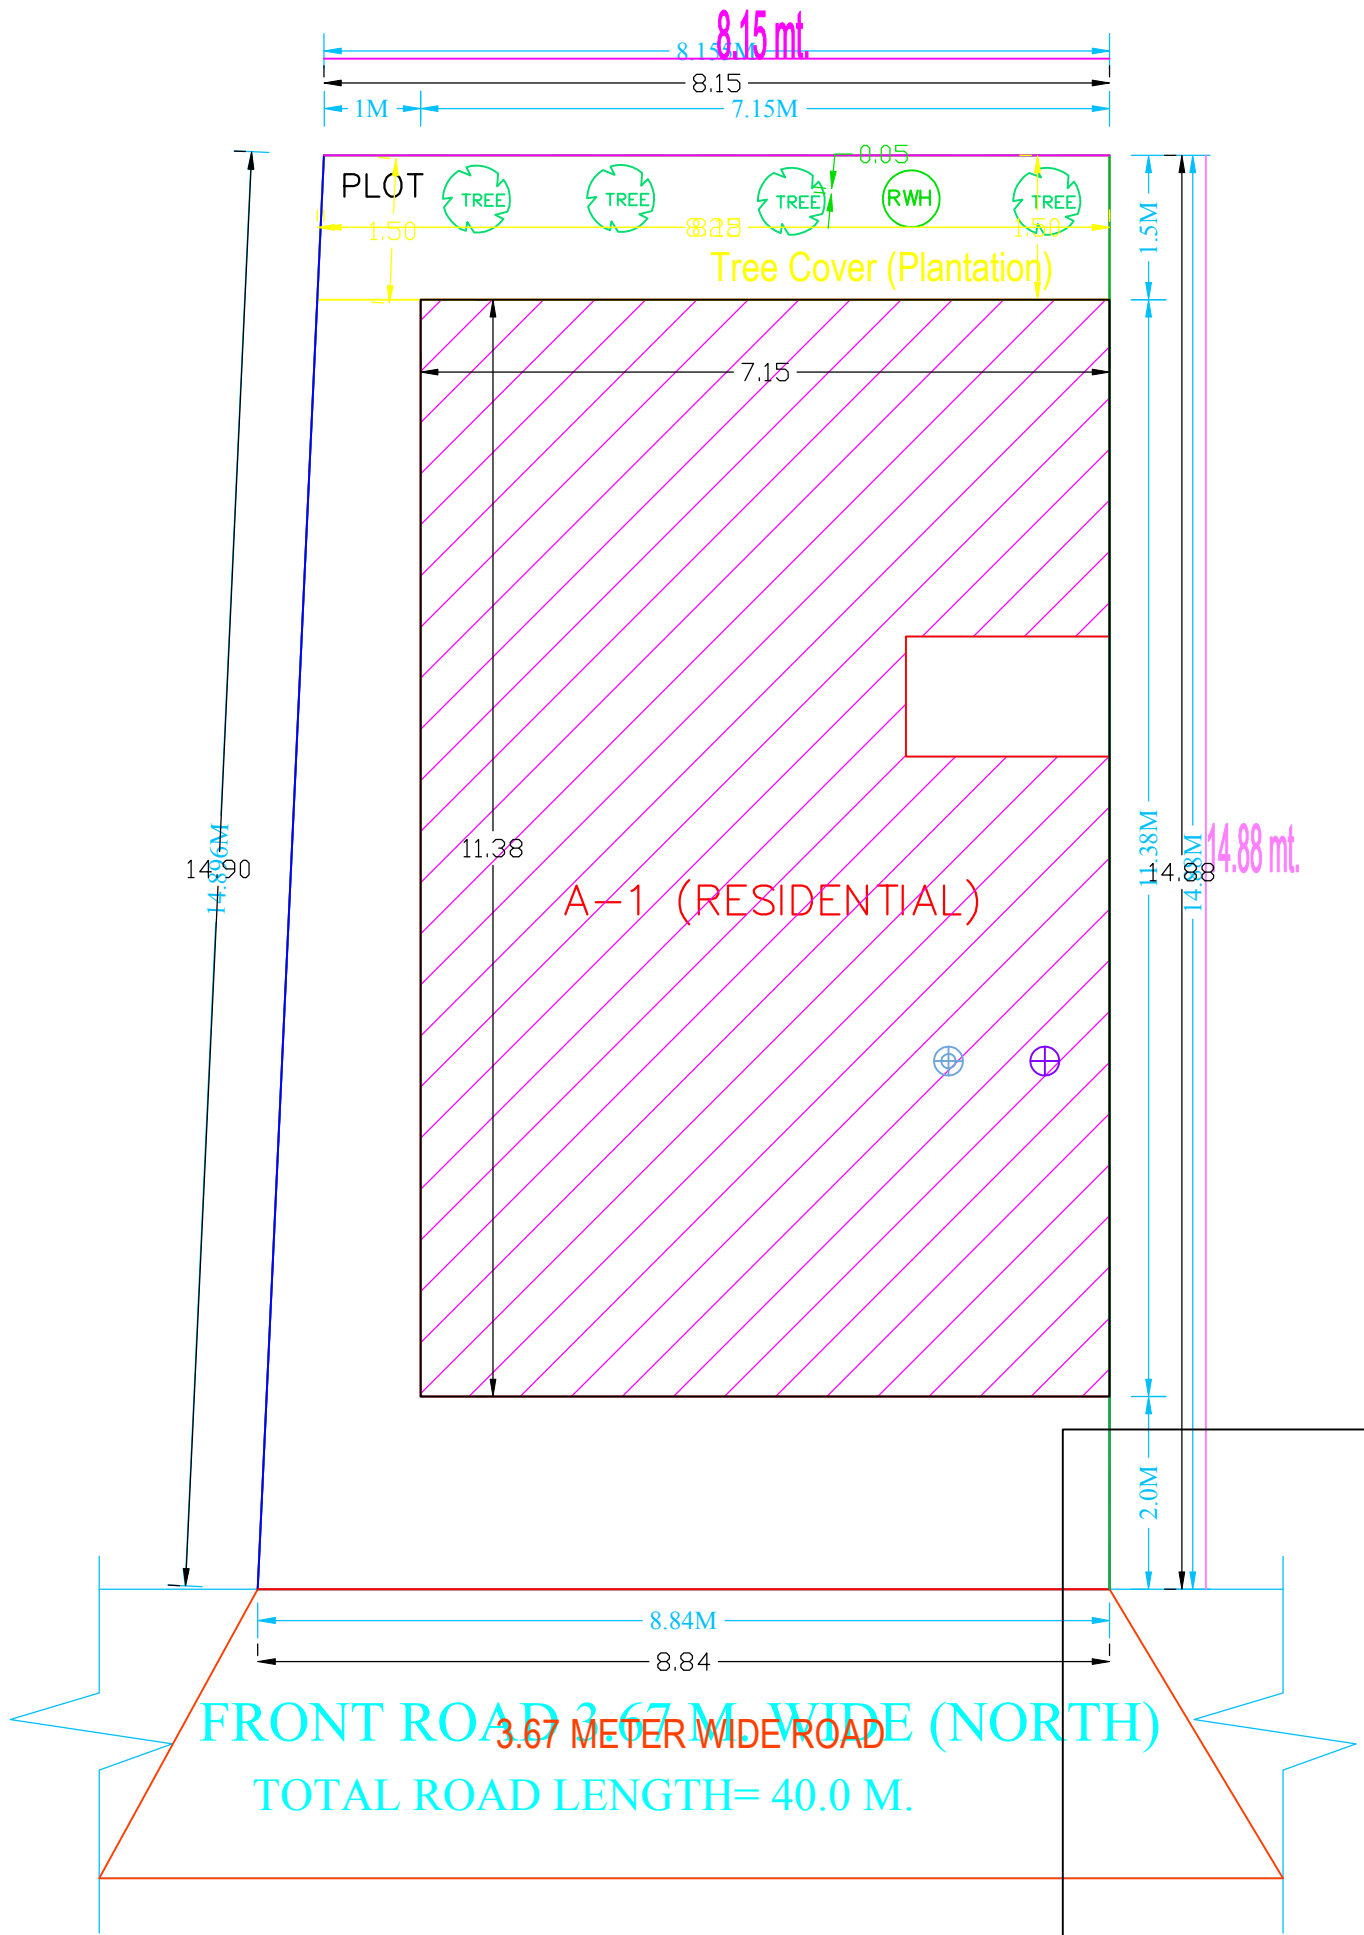 8.15 mt.
8.15
1M
7.15M
0.05
PLOT
TREE
TREE
TREE
RWH
TREE
1.50
1.50
1.5M
Tree Cover (Plantation)
7.15
11.38
14.90
14.896M
11.38M
14.88
14.88M
14.88 mt.
A-1 (RESIDENTIAL)
2.0M
8.84M
8.84
FRONT ROAD 3.67 M. WIDE (NORTH)
3.67 METER WIDE ROAD
TOTAL ROAD LENGTH= 40.0 M.